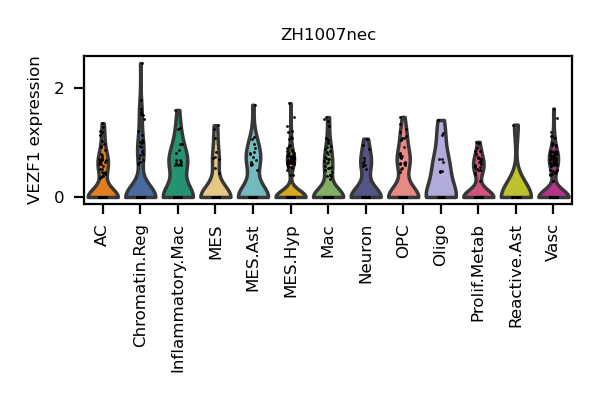 ZH1007nec
VEZF1 expression
2
0
AC
Chromatin.Reg
Inflammatory.Mac
MES
MES.Ast
MES.Hyp
Mac
Neuron
OPC
Oligo
Prolif.Metab
Reactive.Ast
Vasc